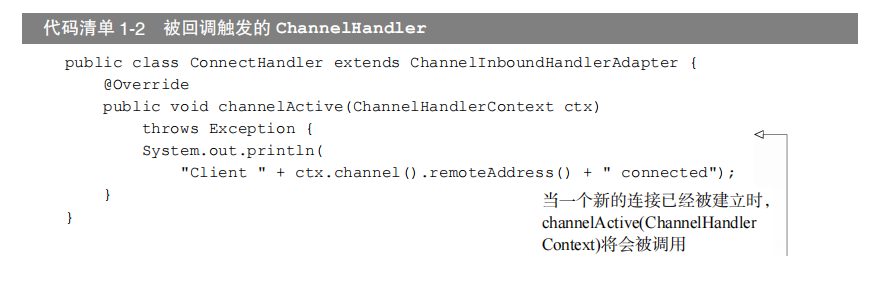 代码清单 1-2 被回调触发的 ChannelHandler
public class ConnectHandler extends ChannelInboundHandlerAdapter {
@Override
public void channelActive(ChannelHandlerContext ctx)
throws Exception {
System.out.println(
"Client " + ctx.channel().remoteAddress() + " connected");
}
}
当一个新的连接已经被建立时，
channelActive(ChannelHandler
Context)将会被调用